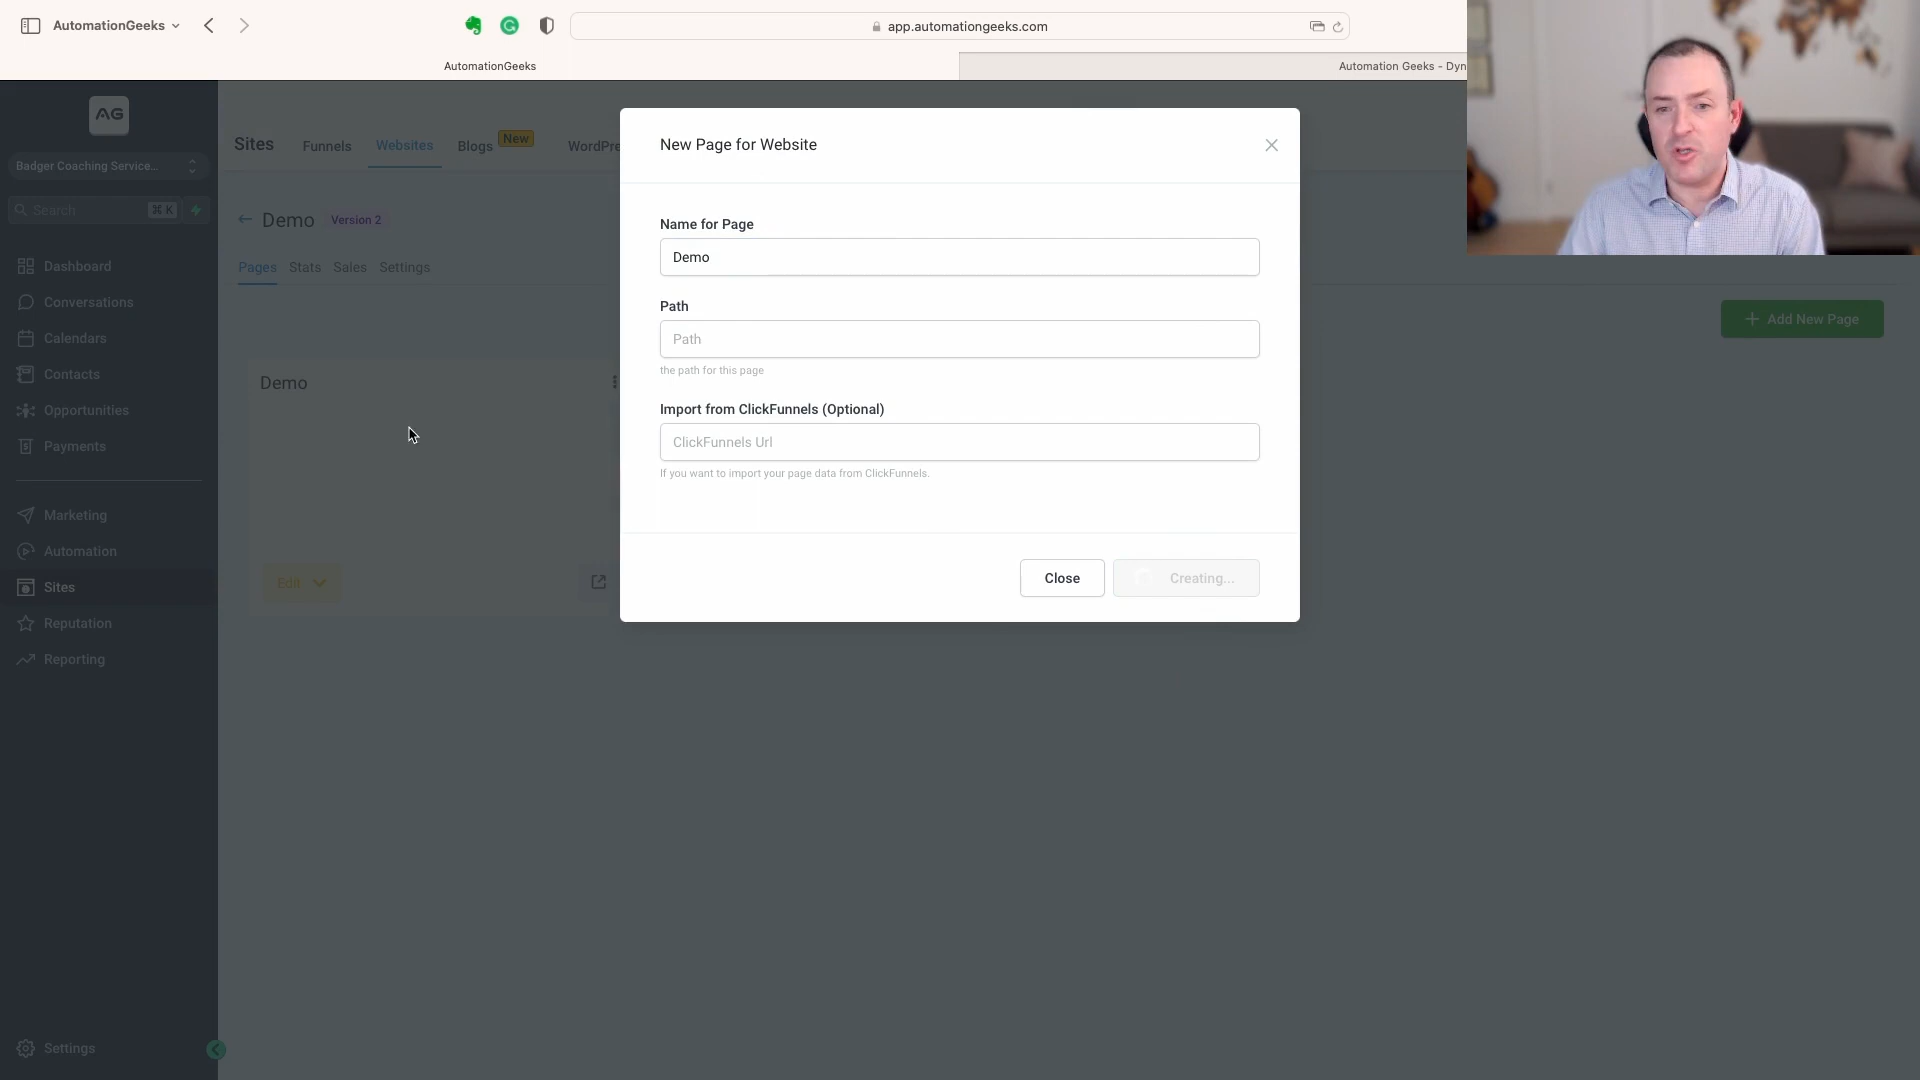 AutomationGeeks
app.automationgeeks.com
AutomationGeeks
Automation Geeks - Dyn
AG
Badger Coaching Service...
Search
⌘ K
Dashboard
Conversations
Calendars
Contacts
Opportunities
Payments
Marketing
Automation
Sites
Reputation
Reporting
Settings
Sites
Funnels
Websites
Blogs
New
WordPre
Demo
Version 2
Pages
Stats
Sales
Settings
Add New Page
Demo
Edit
New Page for Website
Name for Page
Demo
Path
Path
the path for this page
Import from ClickFunnels (Optional)
ClickFunnels Url
If you want to import your page data from ClickFunnels.
Close
Creating...